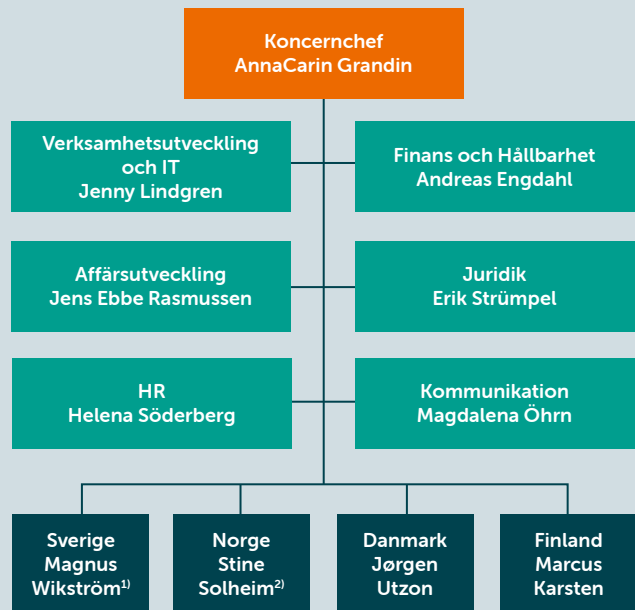 Koncernchef
AnnaCarin Grandin
Verksamhetsutveckling
och IT
Jenny Lindgren
Finans och Hållbarhet
Andreas Engdahl
Affärsutveckling
Jens Ebbe Rasmussen
Juridik
Erik Strümpel
HR
Helena Söderberg
Kommunikation
Magdalena Öhrn
Sverige
Magnus
Wikström¹⁾
Norge
Stine
Solheim²⁾
Danmark
Jørgen
Utzon
Finland
Marcus
Karsten